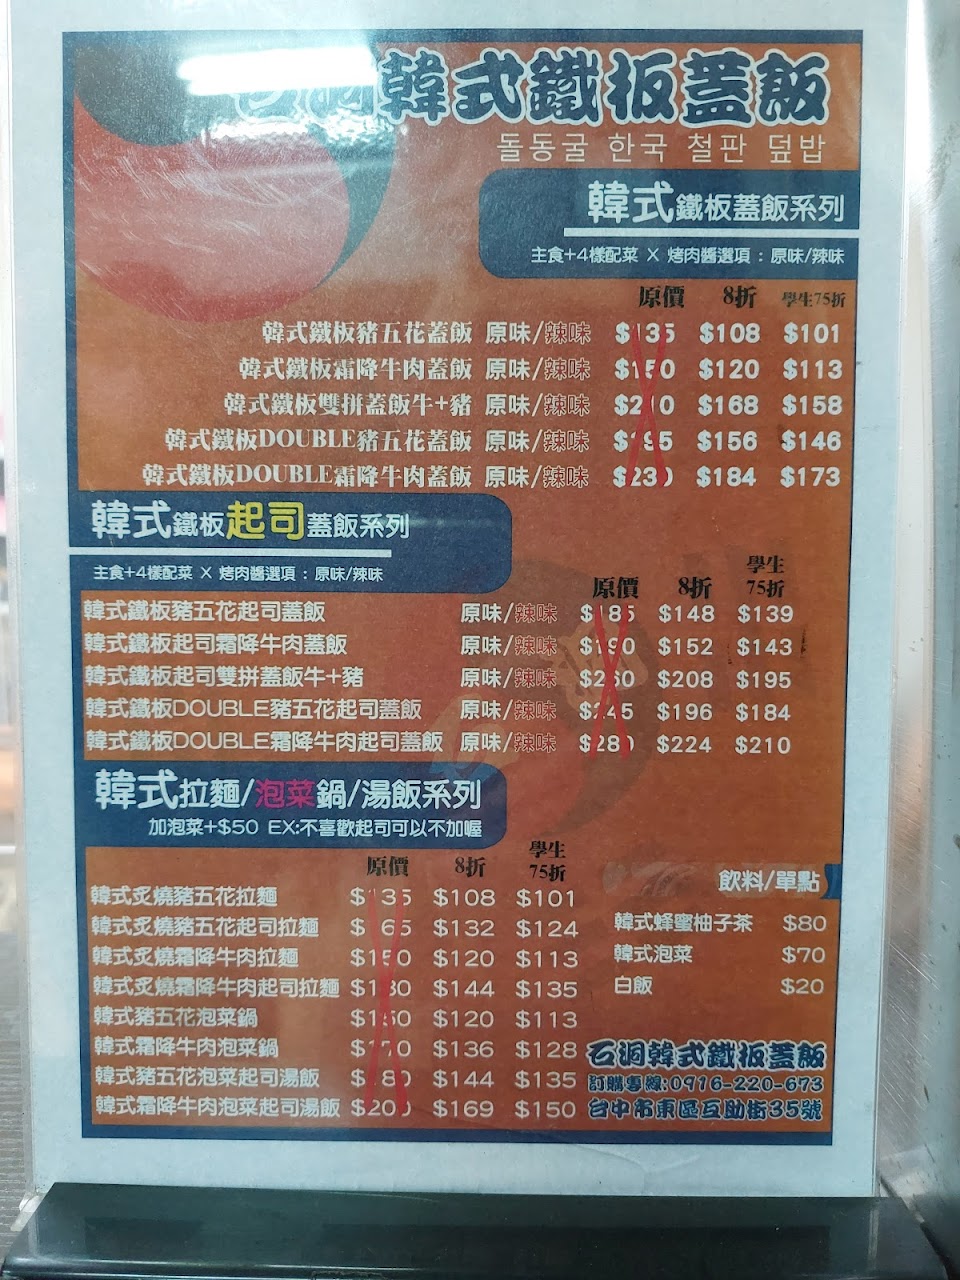 石洞韓式鐵板蓋飯
돌동굴 한국 철판 덮밥
韓式鐵板蓋飯系列
主食+4樣配菜 X 烤肉醬選項：原味/辣味
原價 8折 學生75折
韓式鐵板豬五花蓋飯 原味/辣味 $135 $108 $101
韓式鐵板霜降牛肉蓋飯 原味/辣味 $150 $120 $113
韓式鐵板雙拼蓋飯牛+豬 原味/辣味 $210 $168 $158
韓式鐵板DOUBLE豬五花蓋飯 原味/辣味 $195 $156 $146
韓式鐵板DOUBLE霜降牛肉蓋飯 原味/辣味 $230 $184 $173
韓式鐵板起司蓋飯系列
主食+4樣配菜 X 烤肉醬選項：原味/辣味
原價 8折 學生75折
韓式鐵板豬五花起司蓋飯 原味/辣味 $185 $148 $139
韓式鐵板起司霜降牛肉蓋飯 原味/辣味 $190 $152 $143
韓式鐵板起司雙拼蓋飯牛+豬 原味/辣味 $260 $208 $195
韓式鐵板DOUBLE豬五花起司蓋飯 原味/辣味 $245 $196 $184
韓式鐵板DOUBLE霜降牛肉起司蓋飯 原味/辣味 $280 $224 $210
韓式拉麵/泡菜鍋/湯飯系列
加泡菜+$50 EX:不喜歡起司可以不加喔
原價 8折 學生75折
韓式炙燒豬五花拉麵 $135 $108 $101
韓式炙燒豬五花起司拉麵 $165 $132 $124
韓式炙燒霜降牛肉拉麵 $150 $120 $113
韓式炙燒霜降牛肉起司拉麵 $180 $144 $135
韓式豬五花泡菜鍋 $150 $120 $113
韓式霜降牛肉泡菜鍋 $170 $136 $128
韓式豬五花泡菜起司湯飯 $180 $144 $135
韓式霜降牛肉泡菜起司湯飯 $200 $169 $150
飲料/單點
韓式蜂蜜柚子茶 $80
韓式泡菜 $70
白飯 $20
石洞韓式鐵板蓋飯
訂購專線:0916-220-673
台中市東區互助街35號